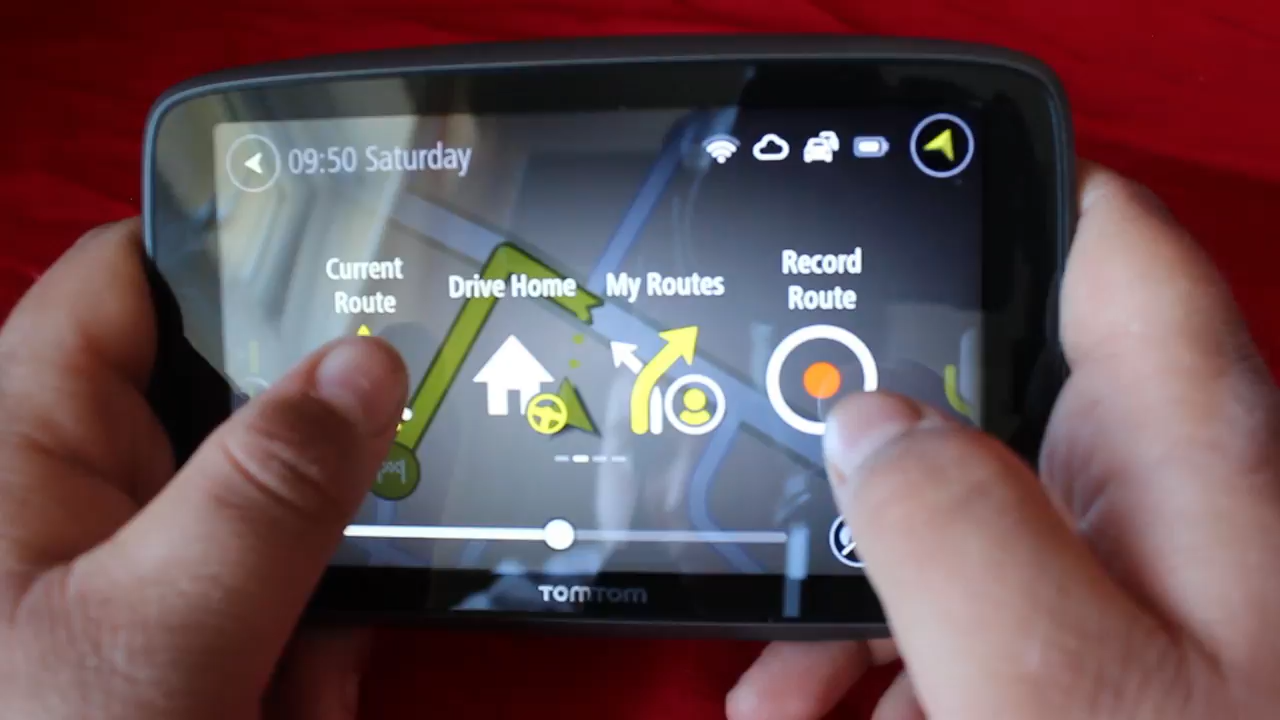 09:50 Saturday
Current
Route
Drive Home
My Routes
Record
Route
TOMTOM